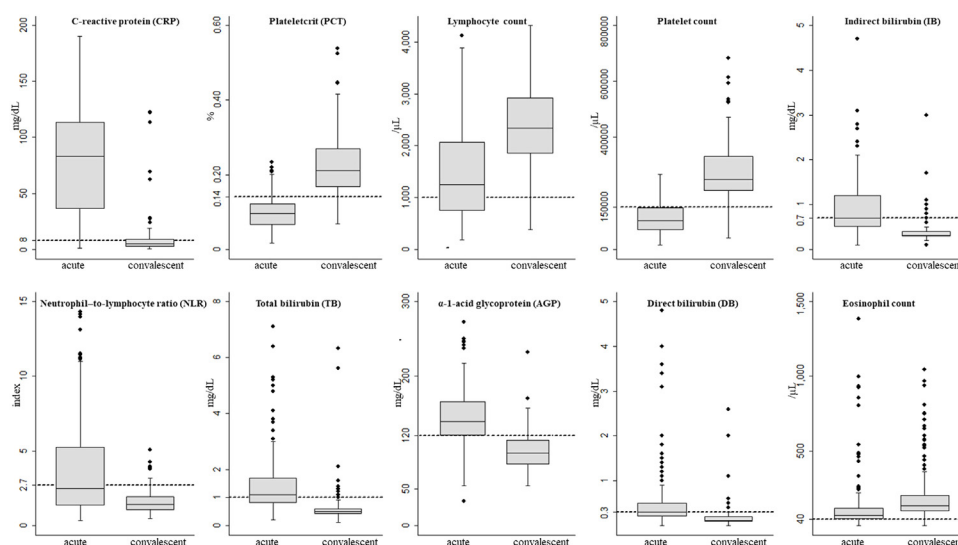 C-reactive protein (CRP)
mg/dL
200
150
100
50
8
0
acute convalescent
Plateletcrit (PCT)
%
0.60
0.40
0.20
0.14
0
acute convalescent
Lymphocyte count
/µL
4,000
3,000
2,000
1,000
0
acute convalescent
Platelet count
/µL
800000
600000
400000
150000
0
acute convalescent
Indirect bilirubin (IB)
mg/dL
5
4
3
2
1
0.7
0
acute convalescent
Neutrophil–to-lymphocyte ratio (NLR)
index
15
10
5
2.7
0
acute convalescent
Total bilirubin (TB)
mg/dL
8
6
4
2
1
0
acute convalescent
α-1-acid glycoprotein (AGP)
mg/dL
300
200
120
50
0
acute convalescent
Direct bilirubin (DB)
mg/dL
5
4
3
2
1
0.3
0
acute convalescent
Eosinophil count
/µL
1,500
1,000
500
40
acute convalescent